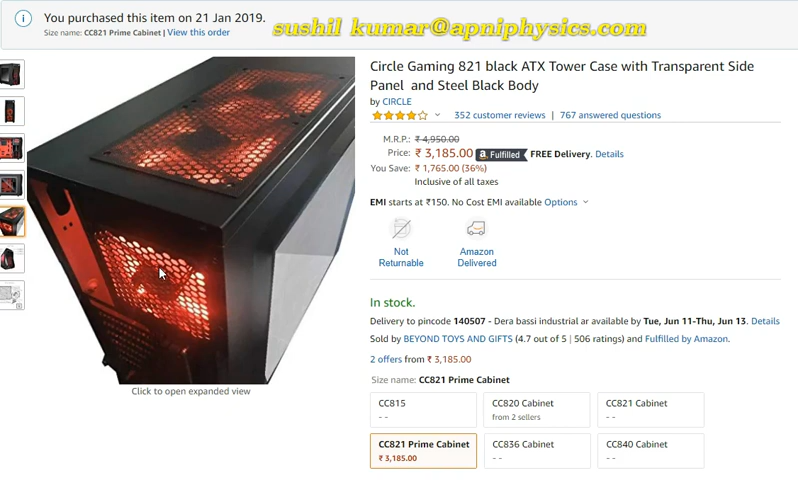 You purchased this item on 21 Jan 2019.
Size name: CC821 Prime Cabinet | View this order
sushil kumar@apniphysics.com
Circle Gaming 821 black ATX Tower Case with Transparent Side
Panel and Steel Black Body
by CIRCLE
352 customer reviews | 767 answered questions
M.R.P.: ₹ 4,950.00
Price: ₹ 3,185.00 a Fulfilled FREE Delivery. Details
You Save: ₹ 1,765.00 (36%)
Inclusive of all taxes
EMI starts at ₹150. No Cost EMI available Options
Not Returnable
Amazon Delivered
In stock.
Delivery to pincode 140507 - Dera bassi industrial ar available by Tue, Jun 11-Thu, Jun 13. Details
Sold by BEYOND TOYS AND GIFTS (4.7 out of 5 | 506 ratings) and Fulfilled by Amazon.
2 offers from ₹ 3,185.00
Click to open expanded view
Size name: CC821 Prime Cabinet
CC815
- -
CC820 Cabinet
from 2 sellers
CC821 Cabinet
- -
CC821 Prime Cabinet
₹ 3,185.00
CC836 Cabinet
- -
CC840 Cabinet
- -